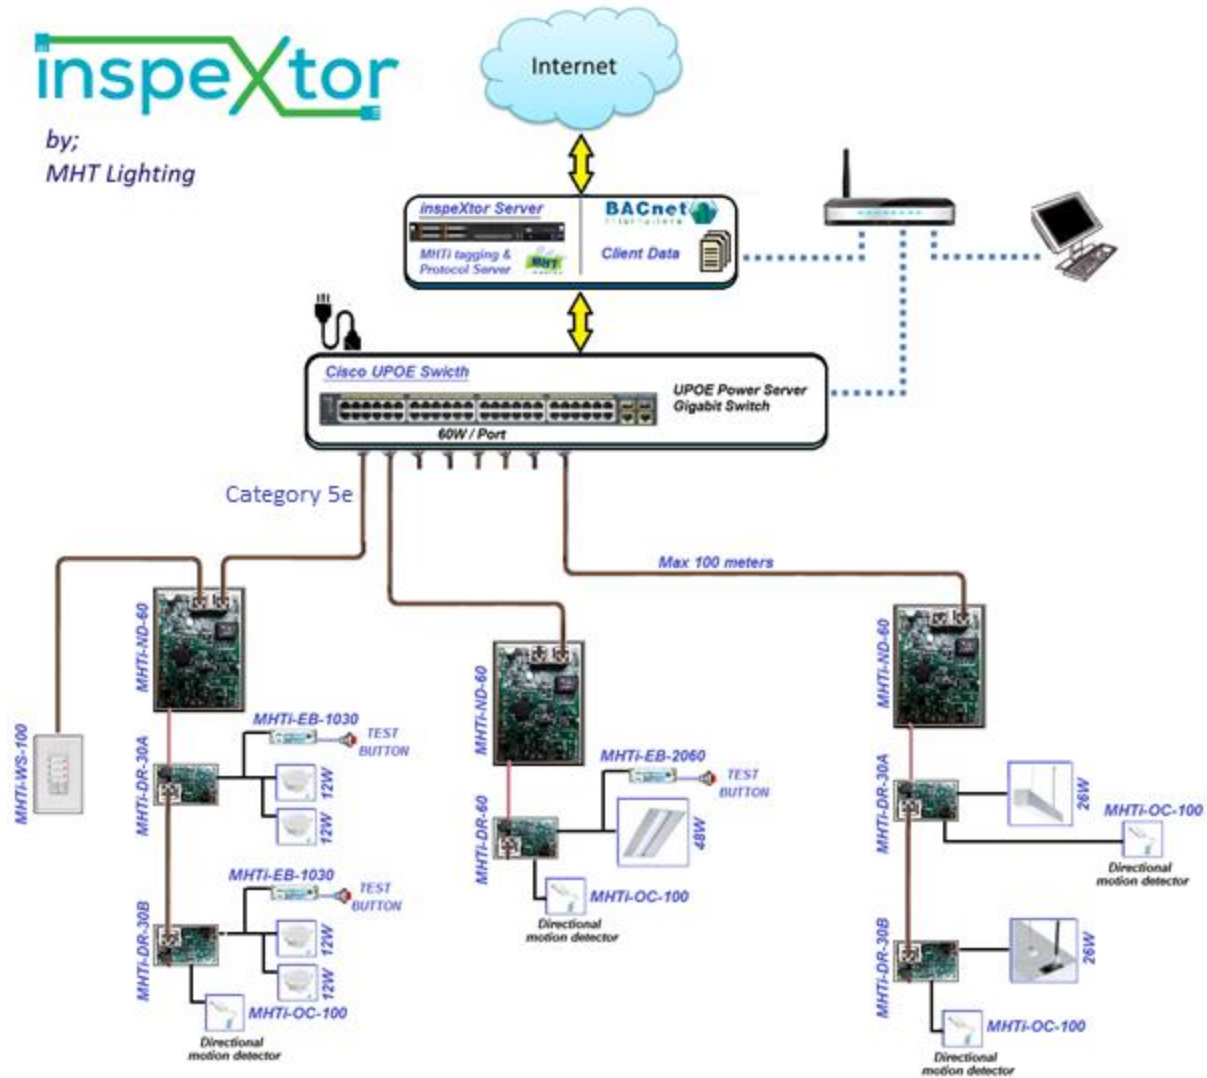 inspeXtor
by;
MHT Lighting
Internet
inspeXtor Server
MHTi tagging &
Protocol Server
MHT
BACnet
Client Data
Cisco UPOE Swicth
UPOE Power Server
Gigabit Switch
60W / Port
Category 5e
Max 100 meters
MHTi-ND-60
MHTi-WS-100
MHTi-DR-30A
MHTi-EB-1030
TEST
BUTTON
12W
12W
MHTi-DR-30B
MHTi-EB-1030
TEST
BUTTON
12W
12W
MHTi-OC-100
Directional
motion detector
MHTi-ND-60
MHTi-EB-2060
TEST
BUTTON
MHTi-DR-60
48W
MHTi-OC-100
Directional
motion detector
MHTi-ND-60
MHTi-DR-30A
26W
MHTi-OC-100
Directional
motion detector
MHTi-DR-30B
26W
MHTi-OC-100
Directional
motion detector